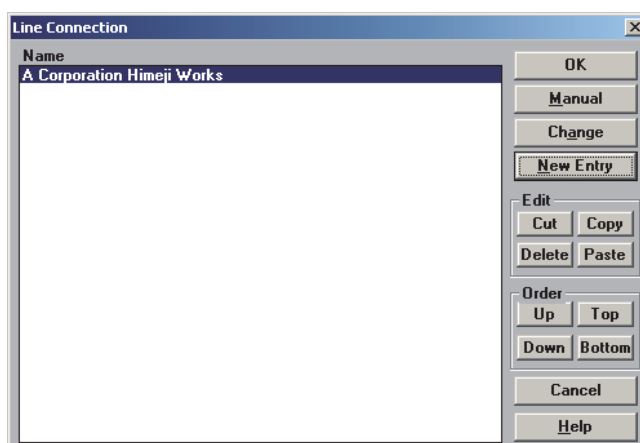 Line Connection
Name
A Corporation Himeji Works
OK
Manual
Change
New Entry
Edit
Cut Copy
Delete Paste
Order
Up Top
Down Bottom
Cancel
Help